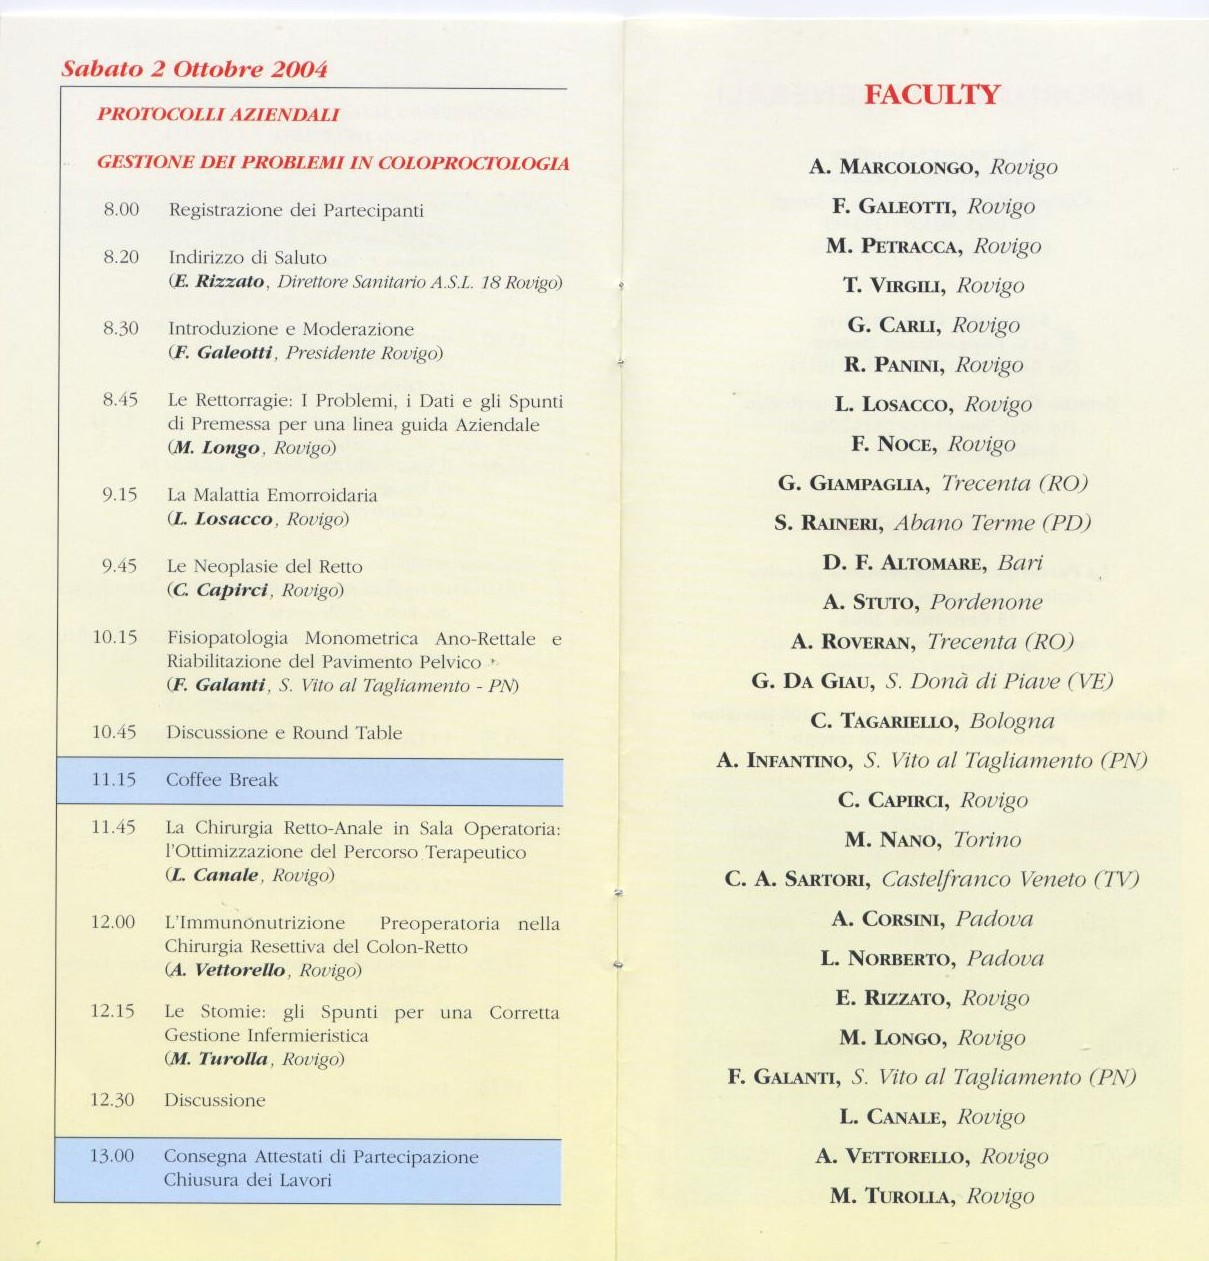 Sabato 2 Ottobre 2004
PROTOCOLLI AZIENDALI
GESTIONE DEI PROBLEMI IN COLOPROCTOLOGIA
8.00 Registrazione dei Partecipanti
8.20 Indirizzo di Saluto
(E. Rizzato, Direttore Sanitario A.S.L. 18 Rovigo)
8.30 Introduzione e Moderazione
(F. Galeotti, Presidente Rovigo)
8.45 Le Rettorragie: I Problemi, i Dati e gli Spunti
di Premessa per una linea guida Aziendale
(M. Longo, Rovigo)
9.15 La Malattia Emorroidaria
(L. Losacco, Rovigo)
9.45 Le Neoplasie del Retto
(C. Capirci, Rovigo)
10.15 Fisiopatologia Monometrica Ano-Rettale e
Riabilitazione del Pavimento Pelvico
(F. Galanti, S. Vito al Tagliamento - PN)
10.45 Discussione e Round Table
11.15 Coffee Break
11.45 La Chirurgia Retto-Anale in Sala Operatoria:
l'Ottimizzazione del Percorso Terapeutico
(L. Canale, Rovigo)
12.00 L'Immunonutrizione Preoperatoria nella
Chirurgia Resettiva del Colon-Retto
(A. Vettorello, Rovigo)
12.15 Le Stomie: gli Spunti per una Corretta
Gestione Infermieristica
(M. Turolla, Rovigo)
12.30 Discussione
13.00 Consegna Attestati di Partecipazione
Chiusura dei Lavori
FACULTY
A. MARCOLONGO, Rovigo
F. GALEOTTI, Rovigo
M. PETRACCA, Rovigo
T. VIRGILI, Rovigo
G. CARLI, Rovigo
R. PANINI, Rovigo
L. LOSACCO, Rovigo
F. NOCE, Rovigo
G. GIAMPAGLIA, Trecenta (RO)
S. RAINERI, Abano Terme (PD)
D. F. ALTOMARE, Bari
A. STUTO, Pordenone
A. ROVERAN, Trecenta (RO)
G. DA GIAU, S. Donà di Piave (VE)
C. TAGARIELLO, Bologna
A. INFANTINO, S. Vito al Tagliamento (PN)
C. CAPIRCI, Rovigo
M. NANO, Torino
C. A. SARTORI, Castelfranco Veneto (TV)
A. CORSINI, Padova
L. NORBERTO, Padova
E. RIZZATO, Rovigo
M. LONGO, Rovigo
F. GALANTI, S. Vito al Tagliamento (PN)
L. CANALE, Rovigo
A. VETTORELLO, Rovigo
M. TUROLLA, Rovigo